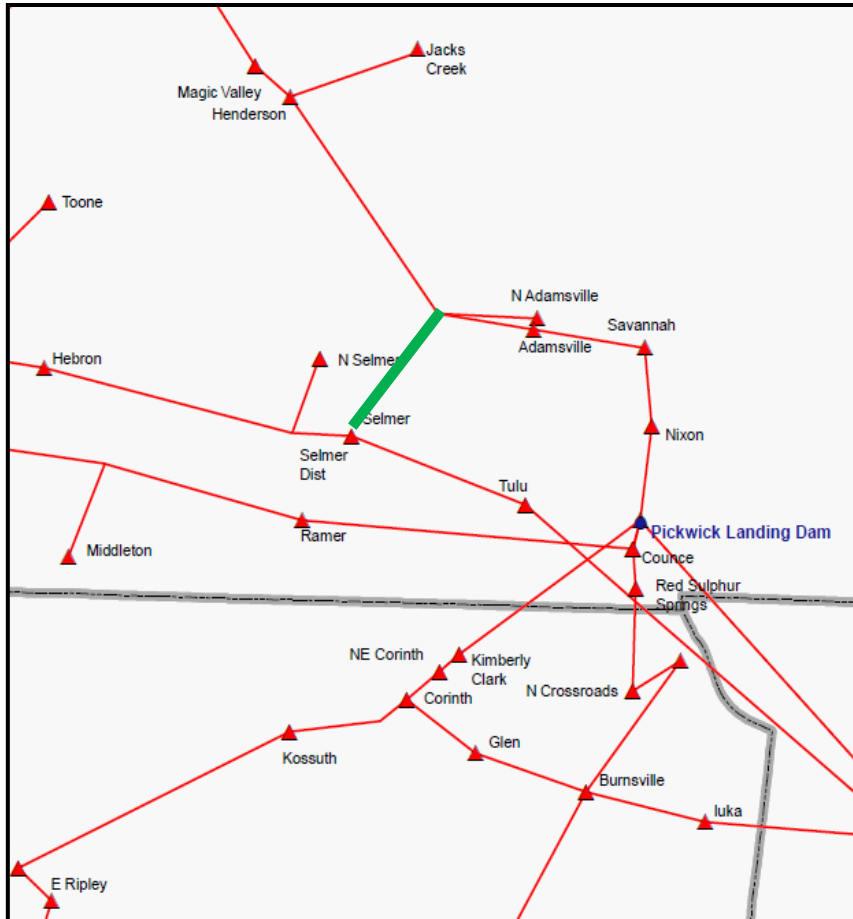 Jacks
Creek
Magic Valley
Henderson
Toone
N Adamsville
Savannah
Adamsville
Hebron
N Selmer
Selmer
Nixon
Selmer
Dist
Tulu
Pickwick Landing Dam
Ramer
Middleton
Counce
Red Sulphur
Springs
NE Corinth
Kimberly
Clark
N Crossroads
Corinth
Glen
Kossuth
Burnsville
Iuka
E Ripley